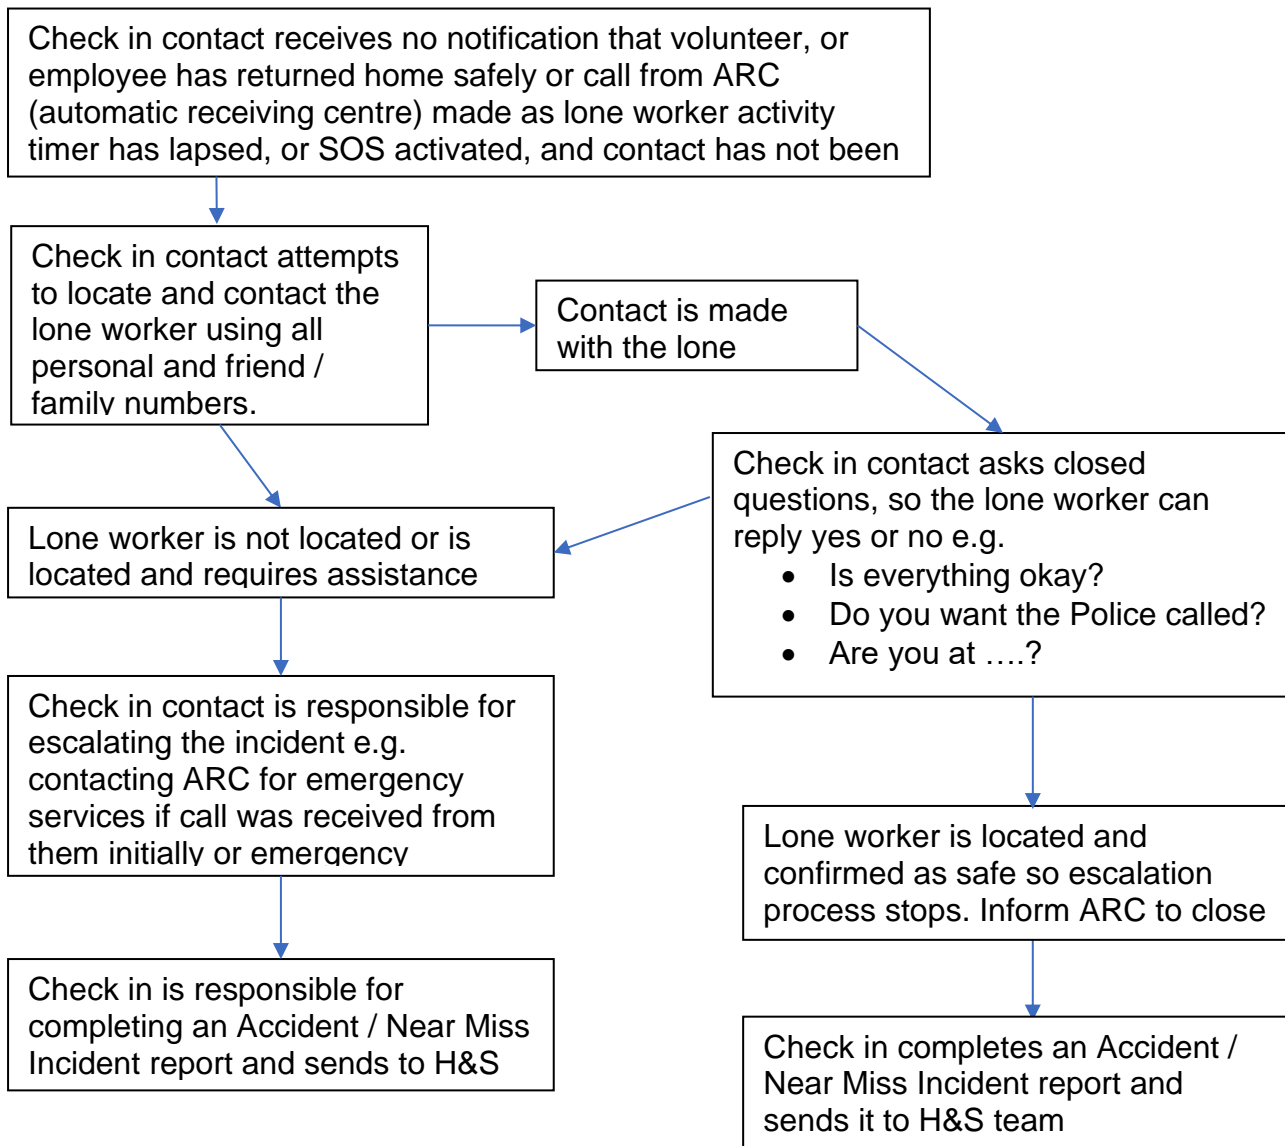 Check in contact receives no notification that volunteer, or
employee has returned home safely or call from ARC
(automatic receiving centre) made as lone worker activity
timer has lapsed, or SOS activated, and contact has not been
Check in contact attempts
to locate and contact the
lone worker using all
personal and friend /
family numbers.
Contact is made
with the lone
Check in contact asks closed
questions, so the lone worker can
reply yes or no e.g.
• Is everything okay?
• Do you want the Police called?
• Are you at ….?
Lone worker is not located or is
located and requires assistance
Check in contact is responsible for
escalating the incident e.g.
contacting ARC for emergency
services if call was received from
them initially or emergency
Lone worker is located and
confirmed as safe so escalation
process stops. Inform ARC to close
Check in is responsible for
completing an Accident / Near Miss
Incident report and sends to H&S
Check in completes an Accident /
Near Miss Incident report and
sends it to H&S team